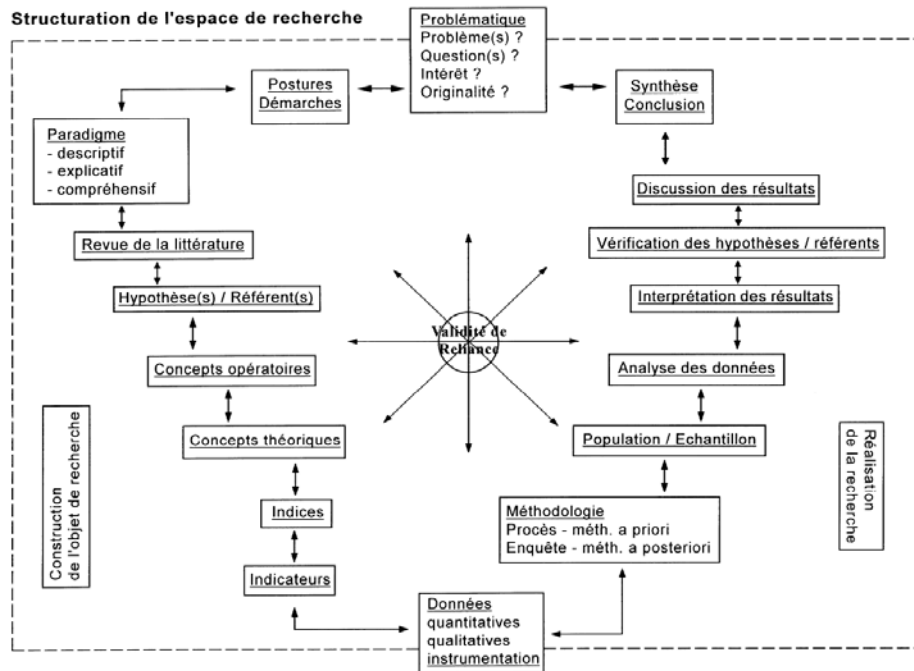 Structuration de l'espace de recherche
Problématique
Problème(s) ?
Question(s) ?
Intérêt ?
Originalité ?
Postures
Démarches
Synthèse
Conclusion
Paradigme
- descriptif
- explicatif
- compréhensif
Discussion des résultats
Revue de la littérature
Vérification des hypothèses / référents
Hypothèse(s) / Référent(s)
Interprétation des résultats
Validité de
Reliance
Concepts opératoires
Analyse des données
Concepts théoriques
Population / Echantillon
Construction
de l'objet de recherche
Réalisation
de la recherche
Indices
Méthodologie
Procès - méth. a priori
Enquête - méth. a posteriori
Indicateurs
Données
quantitatives
qualitatives
instrumentation